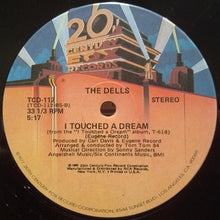 20th
CENTURY
FOX
RECORDS
THE DELLS
TCD-112
STEREO
33 1/3 RPM
5:17
I TOUCHED A DREAM
(from the "I Touched a Dream" album, T-618)
(Eugene Record)
Produced by Carl Davis & Eugene Record
Arranged by Tom Tom 84
Musical Direction by Sonny Sanders
Angelshell Music/Six Continents Music, BMI